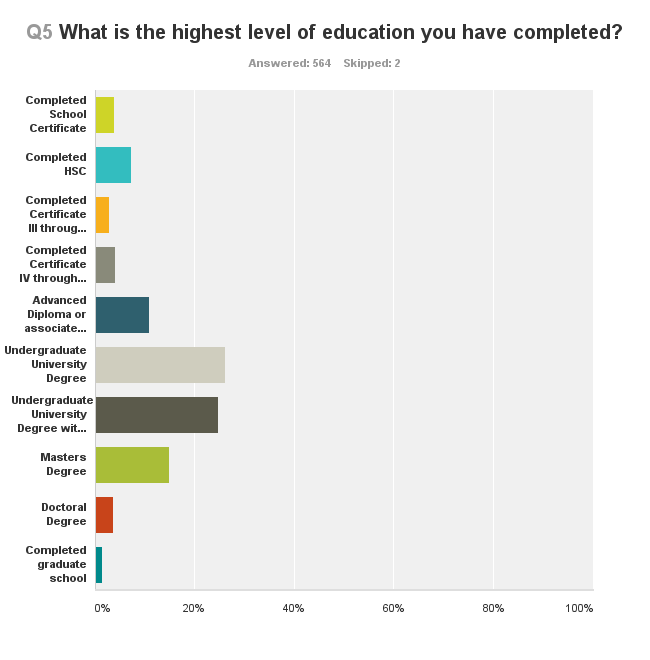 Q5 What is the highest level of education you have completed?
Answered: 564 Skipped: 2
Completed
School
Certificate
Completed
HSC
Completed
Certificate
III throug...
Completed
Certificate
IV through...
Advanced
Diploma or
associate...
Undergraduate
University
Degree
Undergraduate
University
Degree wit...
Masters
Degree
Doctoral
Degree
Completed
graduate
school
0% 20% 40% 60% 80% 100%